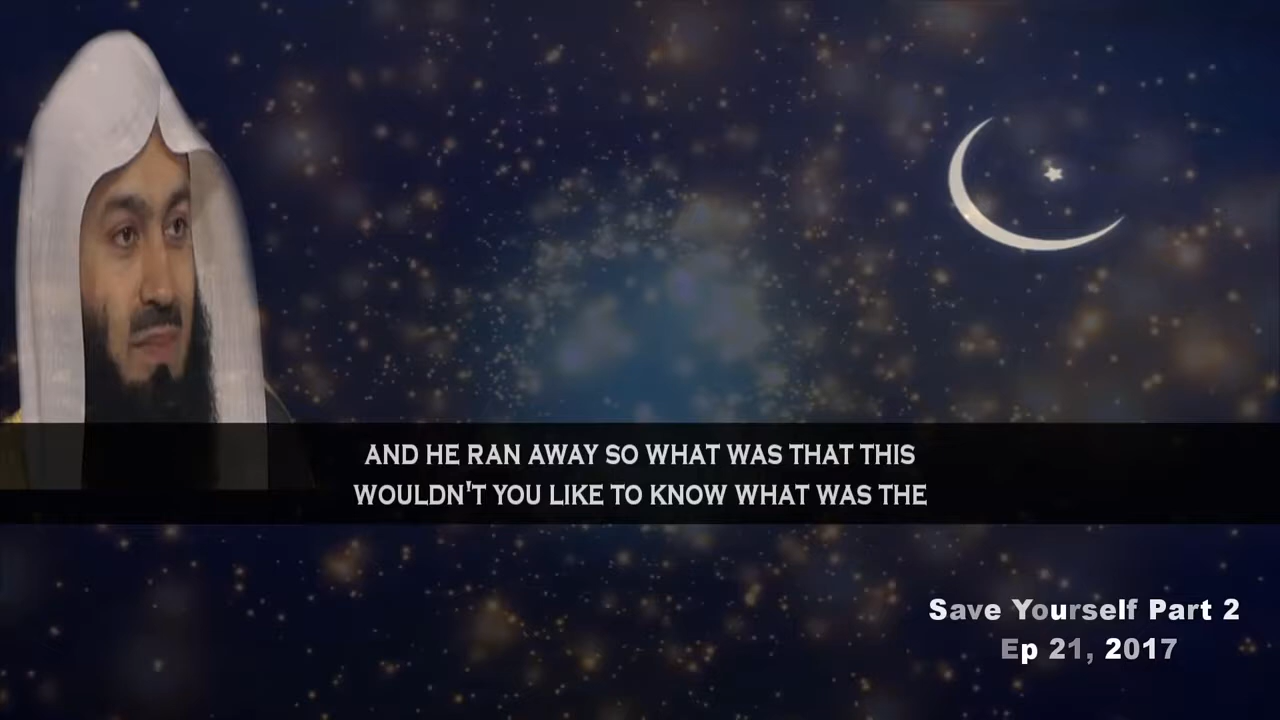 AND HE RAN AWAY SO WHAT WAS THAT THIS
WOULDN'T YOU LIKE TO KNOW WHAT WAS THE
Save Yourself Part 2
Ep 21, 2017